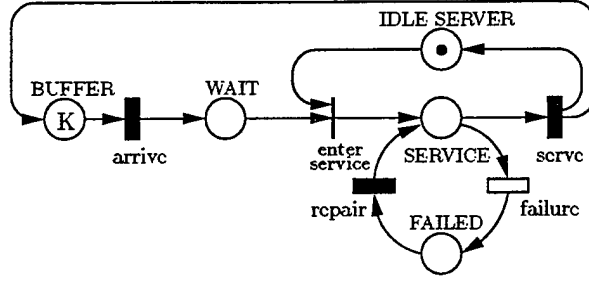 IDLE SERVER
BUFFER
WAIT
K
arrive
enter
service
SERVICE
serve
repair
failure
FAILED